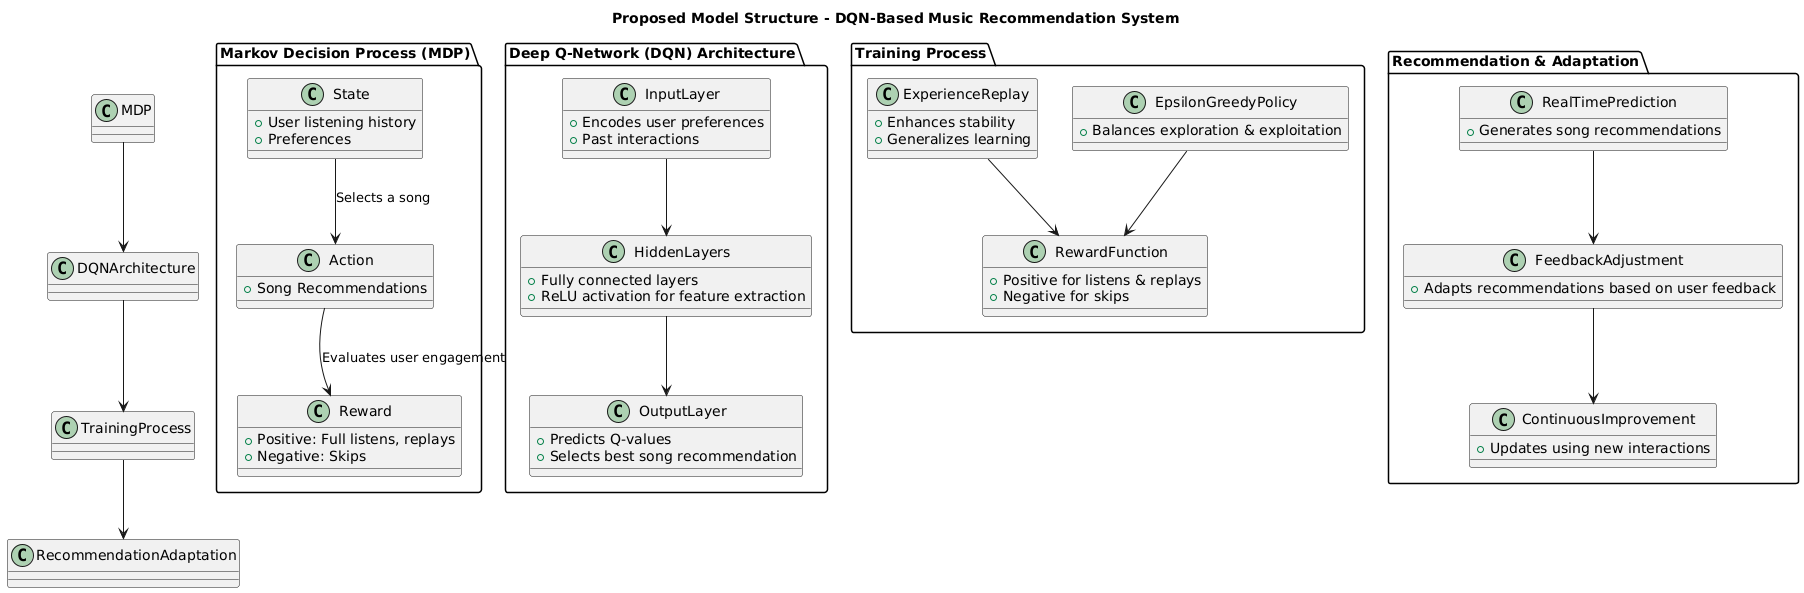 Proposed Model Structure - DQN-Based Music Recommendation System
C MDP
C DQNArchitecture
C TrainingProcess
C RecommendationAdaptation
Markov Decision Process (MDP)
C State
User listening history
Preferences
Selects a song
C Action
Song Recommendations
Evaluates user engagement
C Reward
Positive: Full listens, replays
Negative: Skips
Deep Q-Network (DQN) Architecture
C InputLayer
Encodes user preferences
Past interactions
C HiddenLayers
Fully connected layers
ReLU activation for feature extraction
C OutputLayer
Predicts Q-values
Selects best song recommendation
Training Process
C ExperienceReplay
Enhances stability
Generalizes learning
C EpsilonGreedyPolicy
Balances exploration & exploitation
C RewardFunction
Positive for listens & replays
Negative for skips
Recommendation & Adaptation
C RealTimePrediction
Generates song recommendations
C FeedbackAdjustment
Adapts recommendations based on user feedback
C ContinuousImprovement
Updates using new interactions